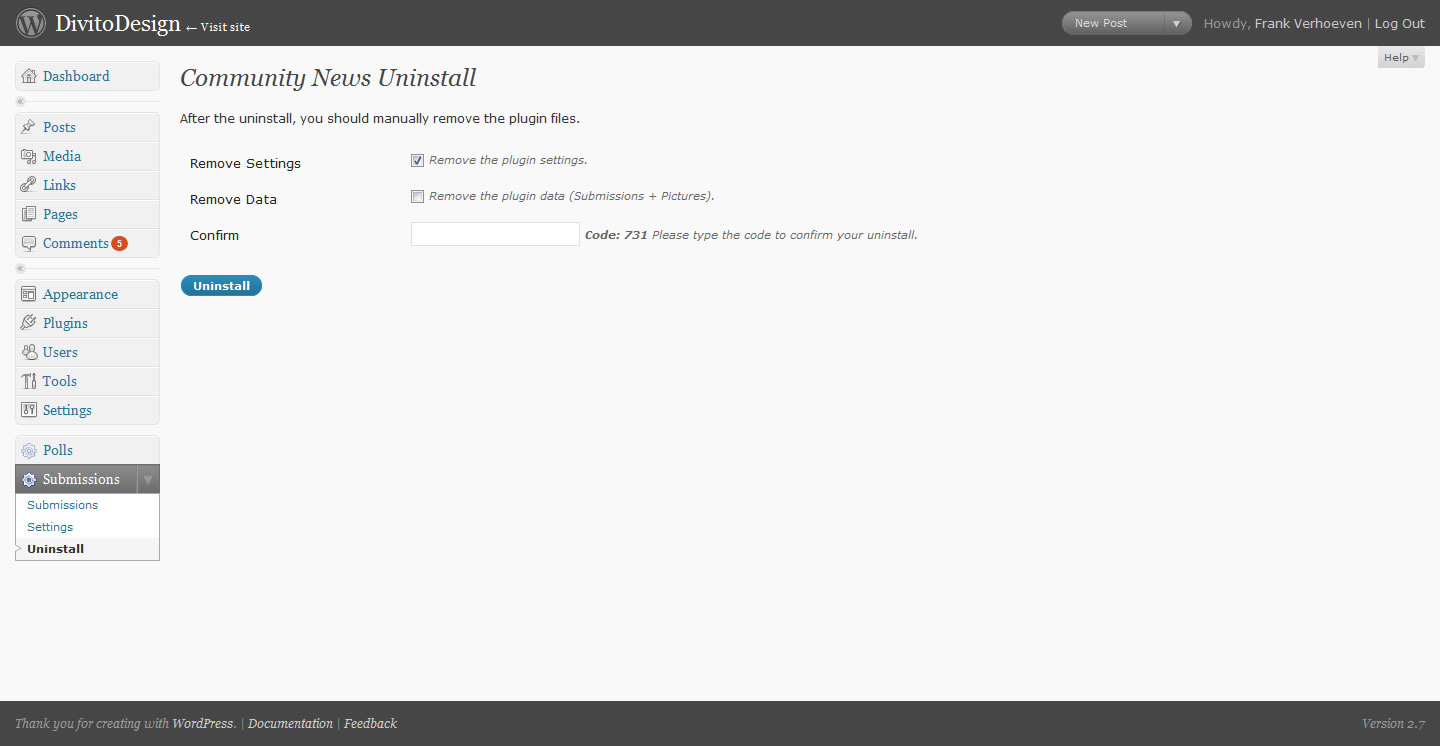 DivitoDesign ← Visit site
New Post
Howdy, Frank Verhoeven | Log Out
Help
Dashboard
Posts
Media
Links
Pages
Comments 5
Appearance
Plugins
Users
Tools
Settings
Polls
Submissions
Submissions
Settings
Uninstall
Community News Uninstall
After the uninstall, you should manually remove the plugin files.
Remove Settings Remove the plugin settings.
Remove Data Remove the plugin data (Submissions + Pictures).
Confirm Code: 731 Please type the code to confirm your uninstall.
Uninstall
Thank you for creating with WordPress. | Documentation | Feedback
Version 2.7